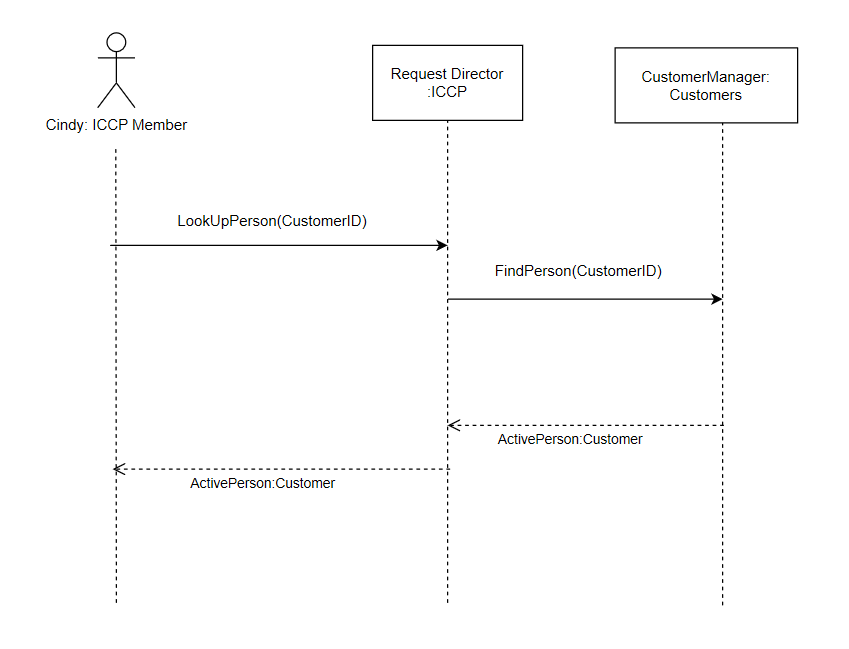 Request Director
:ICCP
CustomerManager:
Customers
Cindy: ICCP Member
LookUpPerson(CustomerID)
FindPerson(CustomerID)
ActivePerson:Customer
ActivePerson:Customer